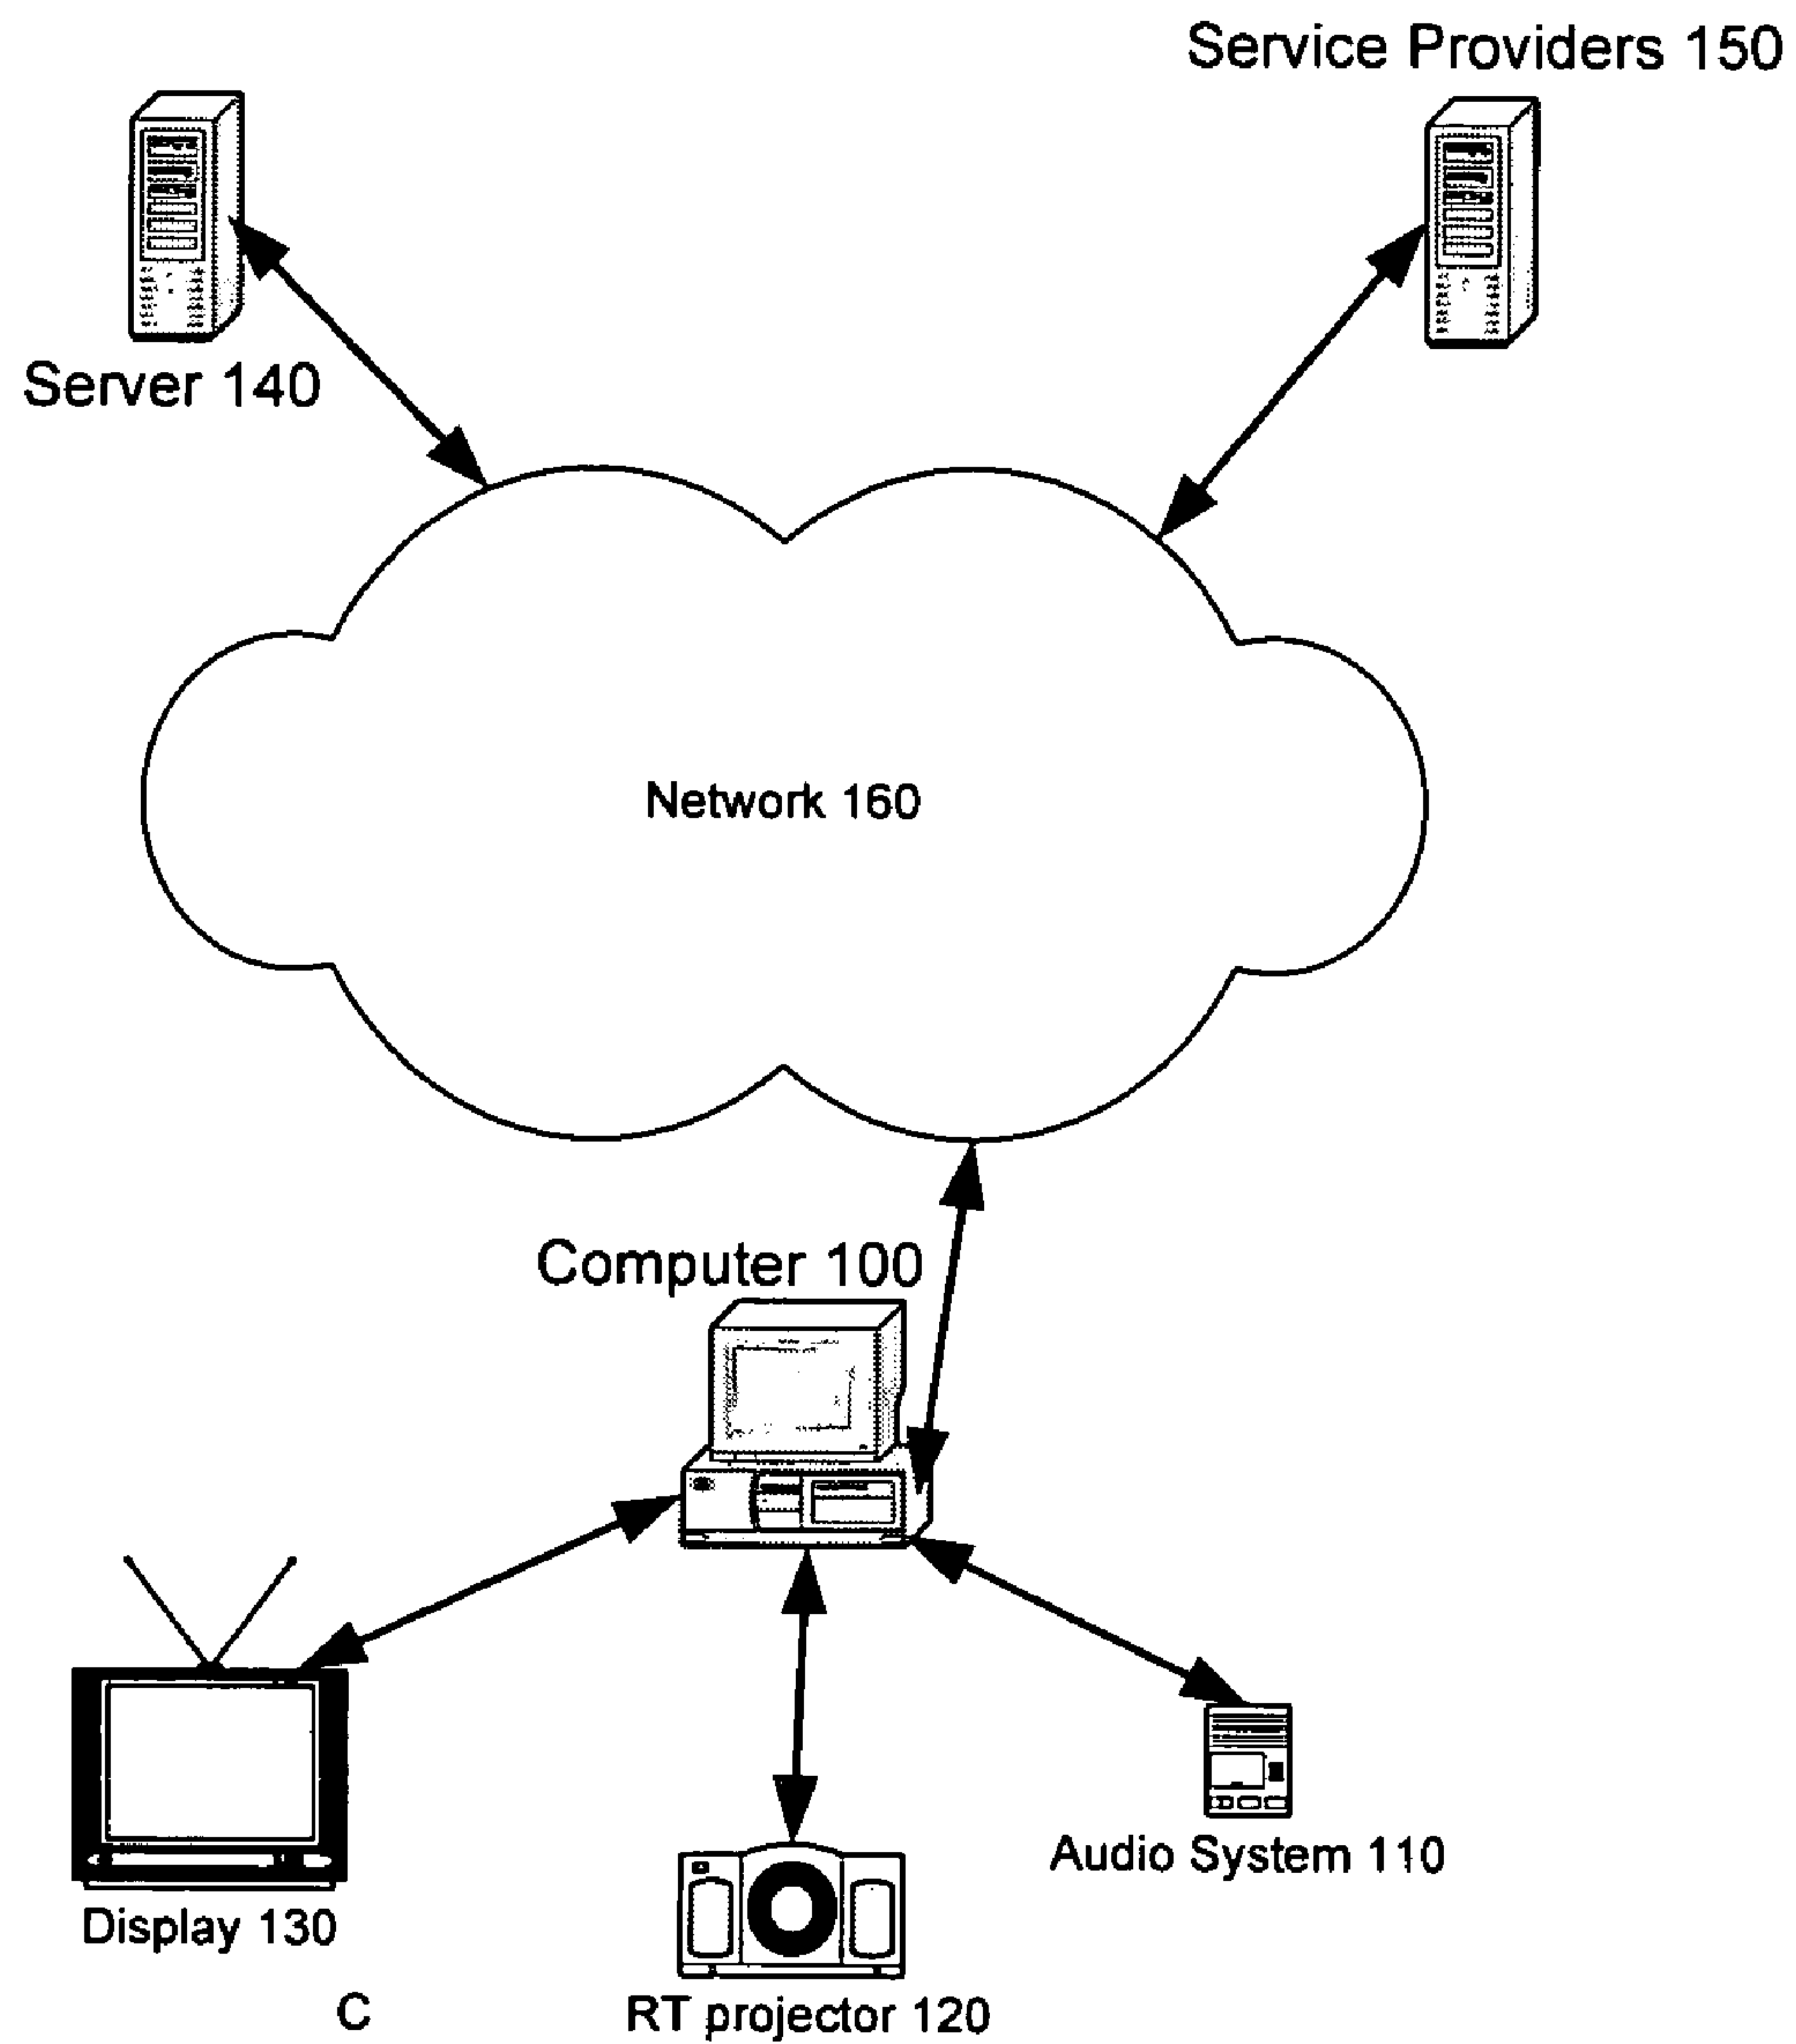 Service Providers 150
Server 140
Network 160
Computer 100
Audio System 110
Display 130
C
RT projector 120